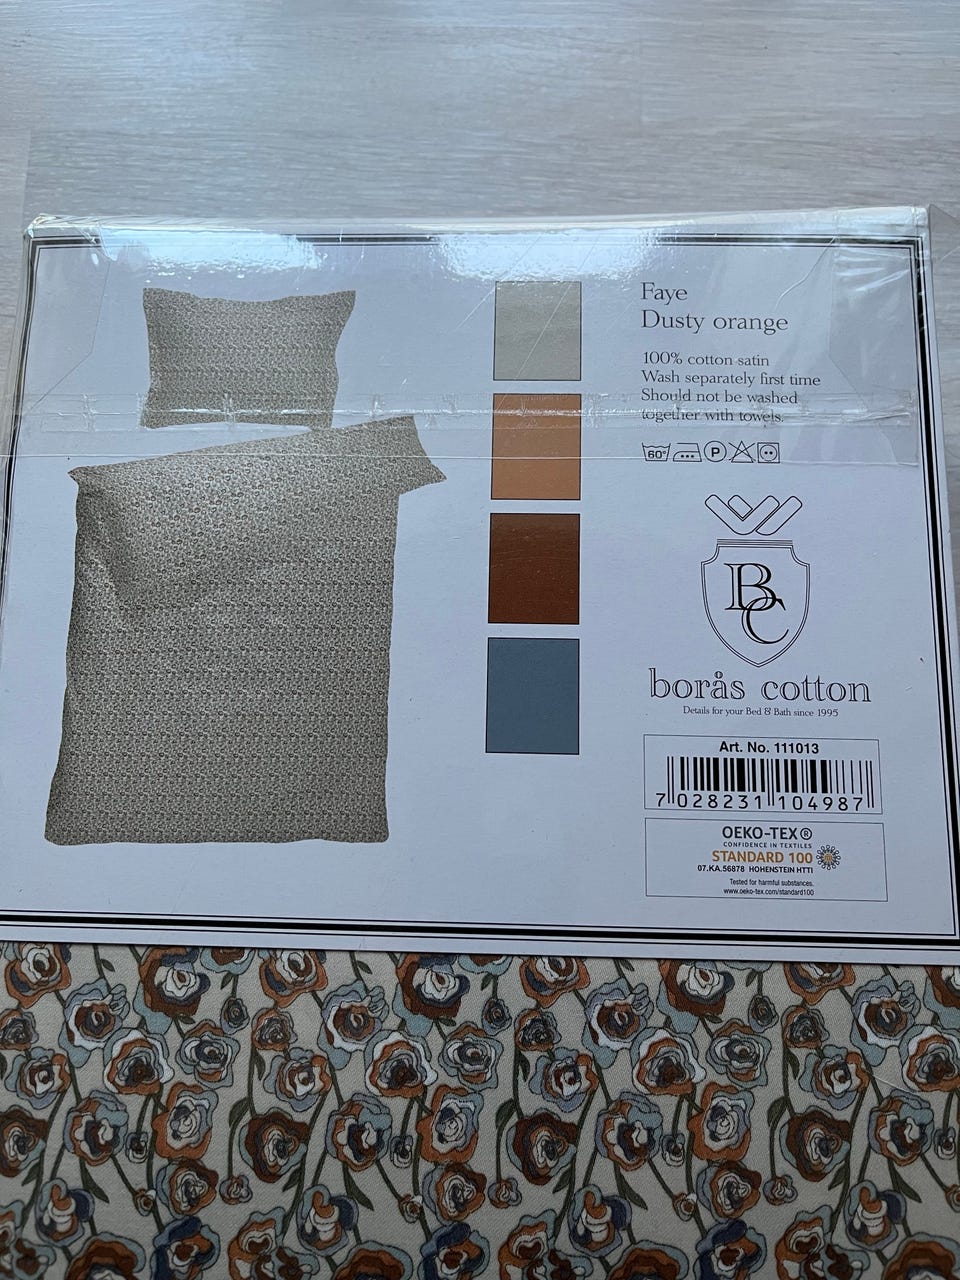 Faye
Dusty orange
100% cotton satin
Wash separately first time
Should not be washed
together with towels.
60°
P
BC
borås cotton
Details for your Bed & Bath since 1995
Art. No. 111013
7 028231 104987
OEKO-TEX®
CONFIDENCE IN TEXTILES
STANDARD 100
07.KA.56878 HOHENSTEIN HTTI
Tested for harmful substances.
www.oeko-tex.com/standard100